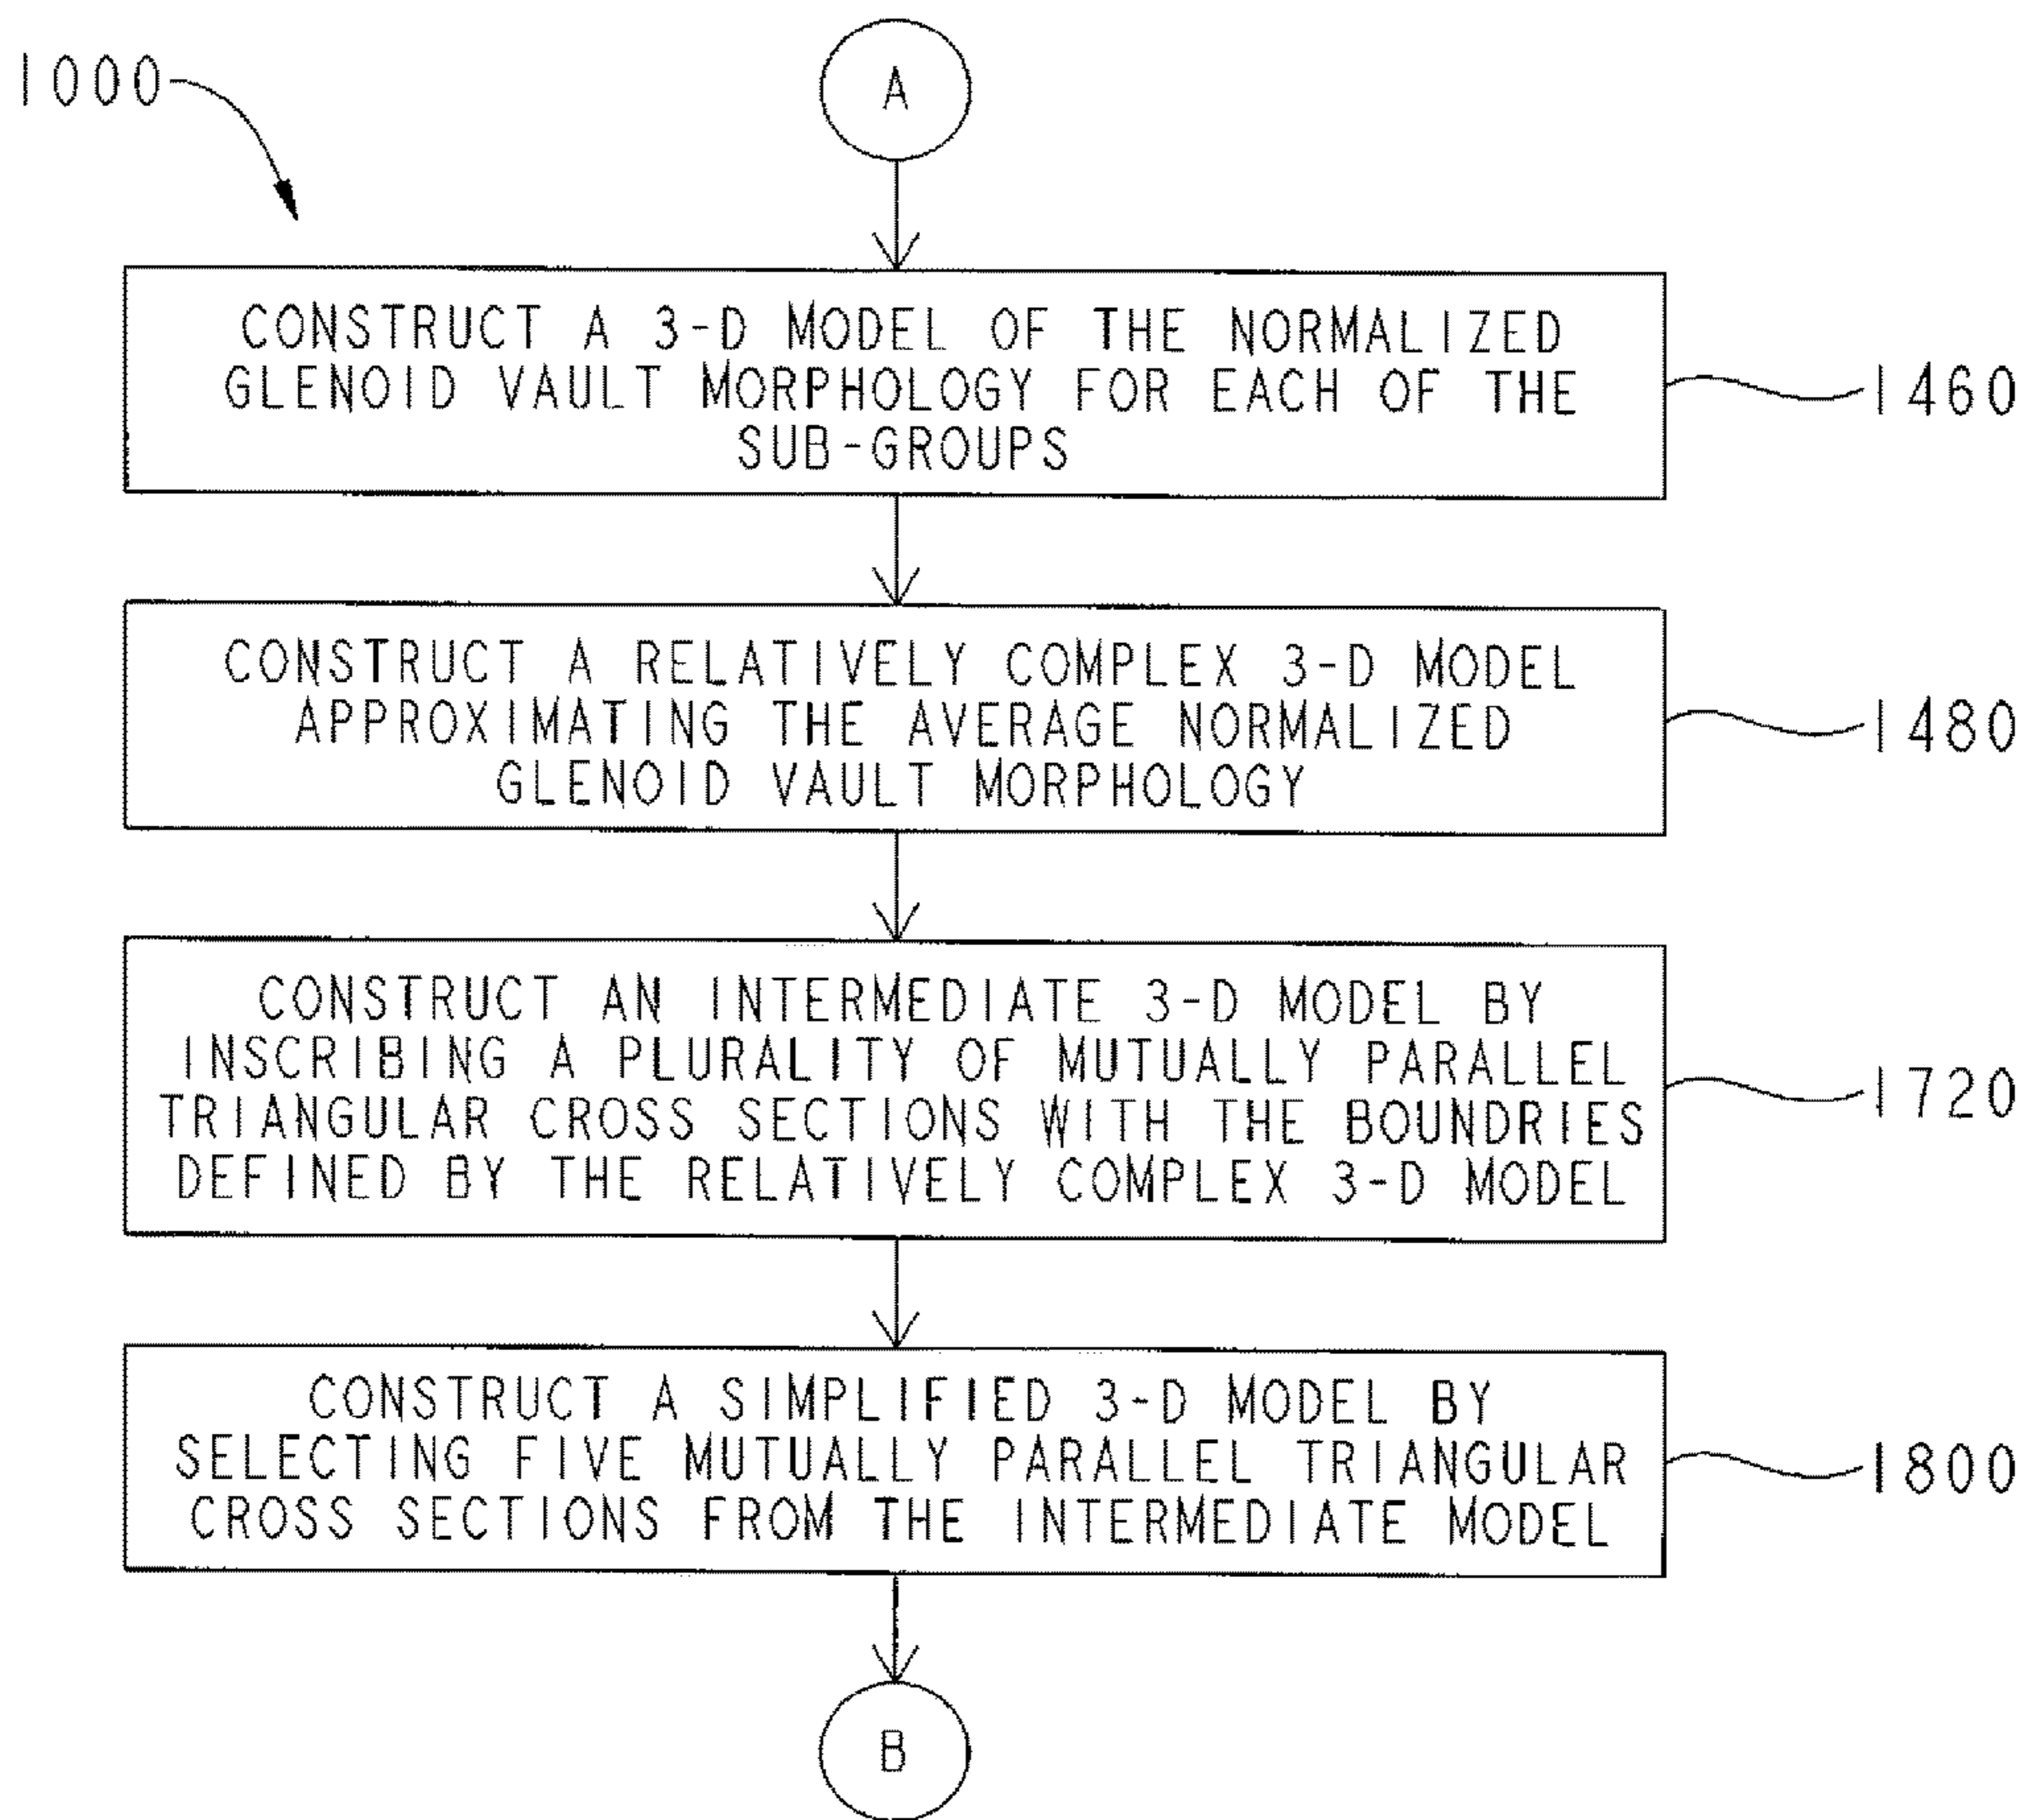 1000
A
CONSTRUCT A 3-D MODEL OF THE NORMALIZED
GLENOID VAULT MORPHOLOGY FOR EACH OF THE
SUB-GROUPS
1460
CONSTRUCT A RELATIVELY COMPLEX 3-D MODEL
APPROXIMATING THE AVERAGE NORMALIZED
GLENOID VAULT MORPHOLOGY
1480
CONSTRUCT AN INTERMEDIATE 3-D MODEL BY
INSCRIBING A PLURALITY OF MUTUALLY PARALLEL
TRIANGULAR CROSS SECTIONS WITH THE BOUNDRIES
DEFINED BY THE RELATIVELY COMPLEX 3-D MODEL
1720
CONSTRUCT A SIMPLIFIED 3-D MODEL BY
SELECTING FIVE MUTUALLY PARALLEL TRIANGULAR
CROSS SECTIONS FROM THE INTERMEDIATE MODEL
1800
B